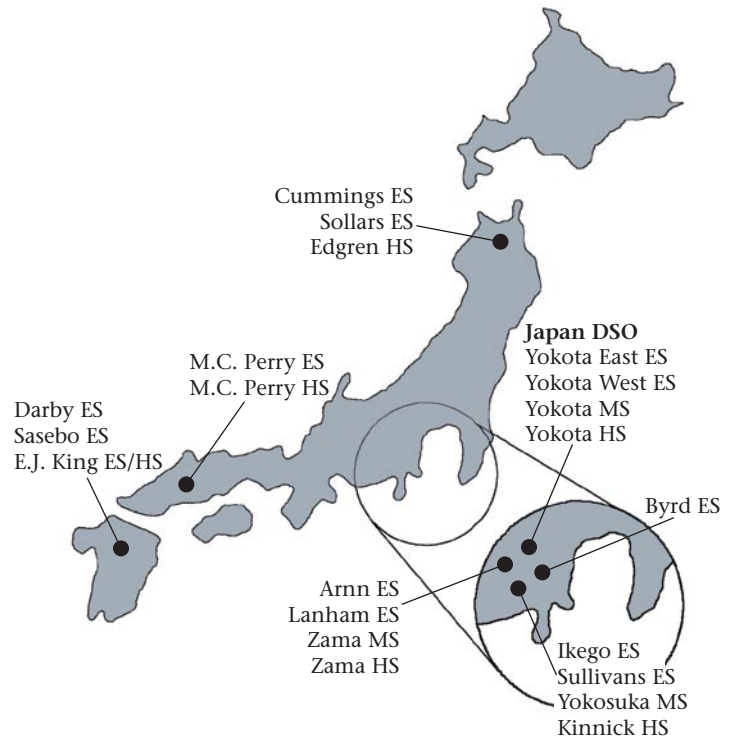 Cummings ES
Sollars ES
Edgren HS
Japan DSO
Yokota East ES
Yokota West ES
Yokota MS
Yokota HS
M.C. Perry ES
M.C. Perry HS
Darby ES
Sasebo ES
E.J. King ES/HS
Byrd ES
Arnn ES
Lanham ES
Zama MS
Zama HS
Ikego ES
Sullivans ES
Yokosuka MS
Kinnick HS